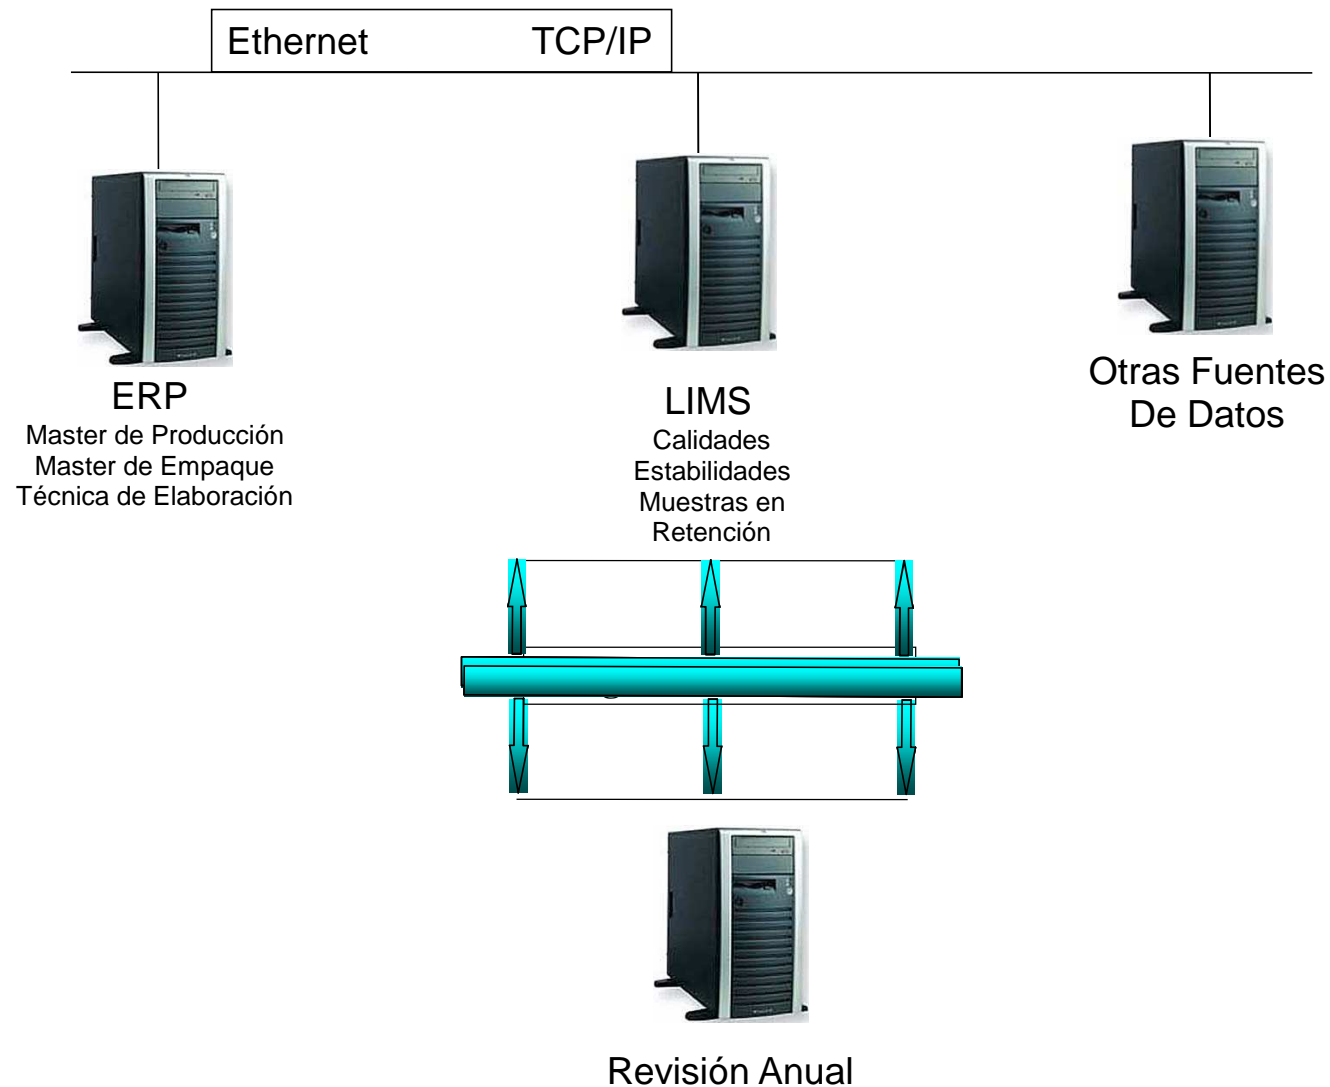 Ethernet TCP/IP
ERP
Master de Producción
Master de Empaque
Técnica de Elaboración
LIMS
Calidades
Estabilidades
Muestras en
Retención
Otras Fuentes
De Datos
Revisión Anual